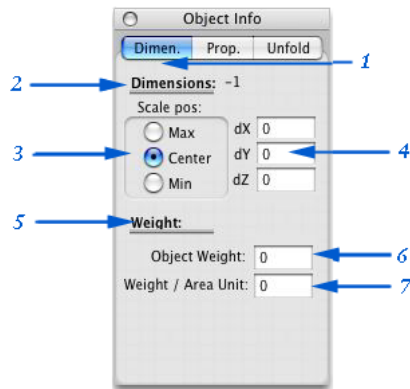 Object Info
Dimen. Prop. Unfold
1
2 Dimensions: -1
Scale pos:
Max dX 0
3 Center dY 0 4
Min dZ 0
5 Weight:
Object Weight: 0 6
Weight / Area Unit: 0 7